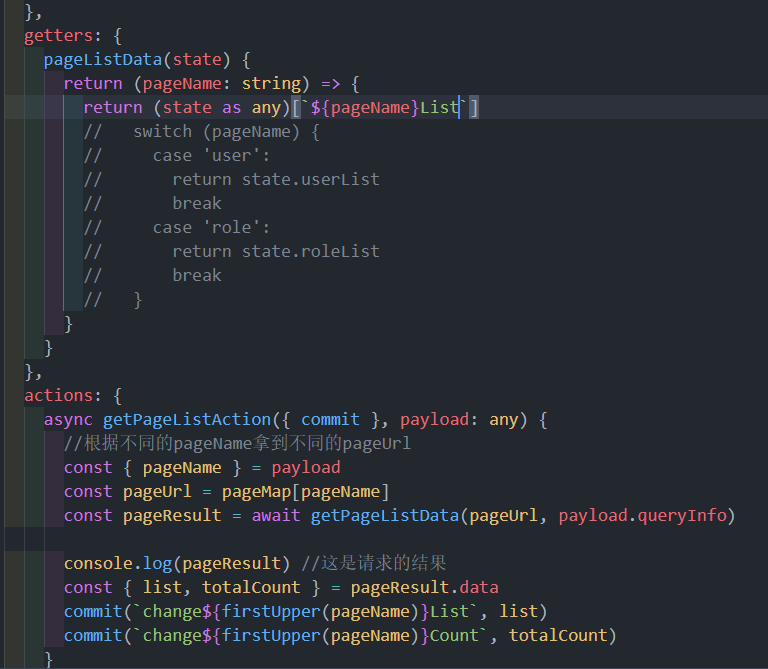 },
getters: {
pageListData(state) {
return (pageName: string) => {
return (state as any)[`${pageName}List`]
//   switch (pageName) {
//     case 'user':
//       return state.userList
//       break
//     case 'role':
//       return state.roleList
//       break
//   }
}
}
},
actions: {
async getPageListAction({ commit }, payload: any) {
//根据不同的pageName拿到不同的pageUrl
const { pageName } = payload
const pageUrl = pageMap[pageName]
const pageResult = await getPageListData(pageUrl, payload.queryInfo)
console.log(pageResult) //这是请求的结果
const { list, totalCount } = pageResult.data
commit(`change${firstUpper(pageName)}List`, list)
commit(`change${firstUpper(pageName)}Count`, totalCount)
}